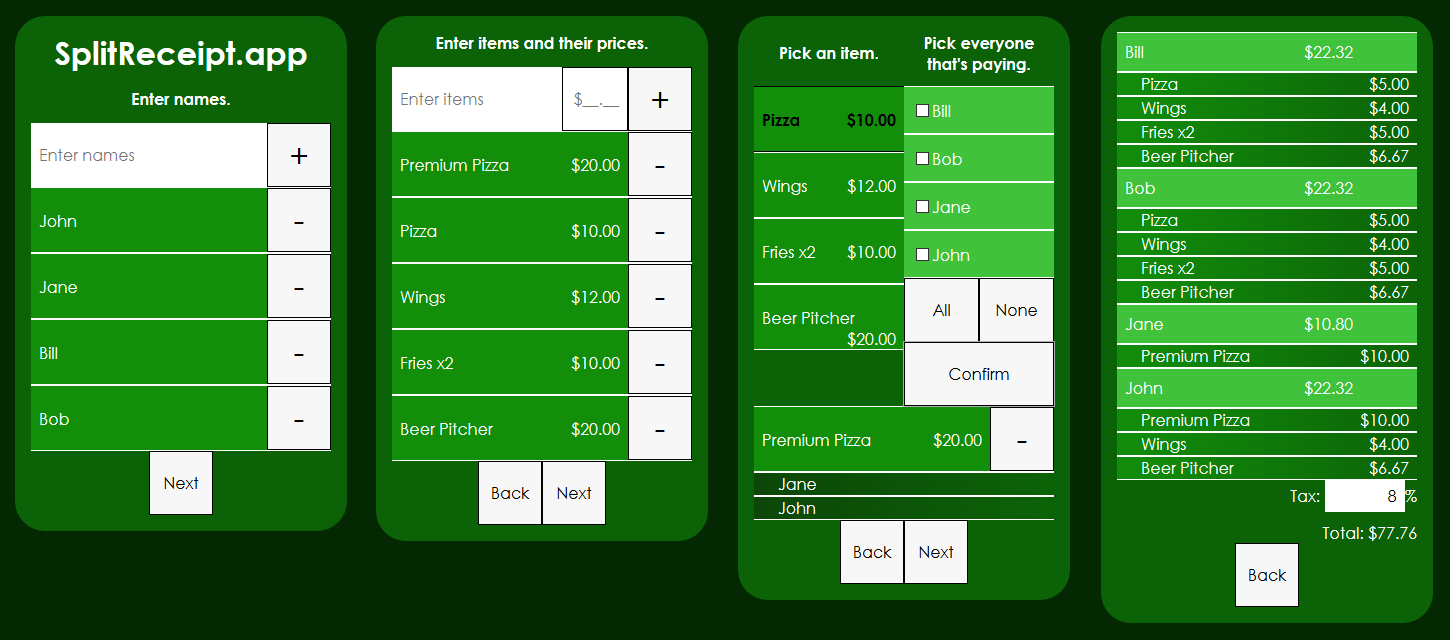 SplitReceipt.app
Enter names.
Enter names +
John -
Jane -
Bill -
Bob -
Next
Enter items and their prices.
Enter items $__.__ +
Premium Pizza $20.00 -
Pizza $10.00 -
Wings $12.00 -
Fries x2 $10.00 -
Beer Pitcher $20.00 -
Back Next
Pick an item.
Pizza $10.00
Wings $12.00
Fries x2 $10.00
Beer Pitcher
$20.00
Pick everyone
that's paying.
Bill
Bob
Jane
John
All None
Confirm
Premium Pizza $20.00 -
Jane
John
Back Next
Bill $22.32
Pizza $5.00
Wings $4.00
Fries x2 $5.00
Beer Pitcher $6.67
Bob $22.32
Pizza $5.00
Wings $4.00
Fries x2 $5.00
Beer Pitcher $6.67
Jane $10.80
Premium Pizza $10.00
John $22.32
Premium Pizza $10.00
Wings $4.00
Beer Pitcher $6.67
Tax: 8 %
Total: $77.76
Back